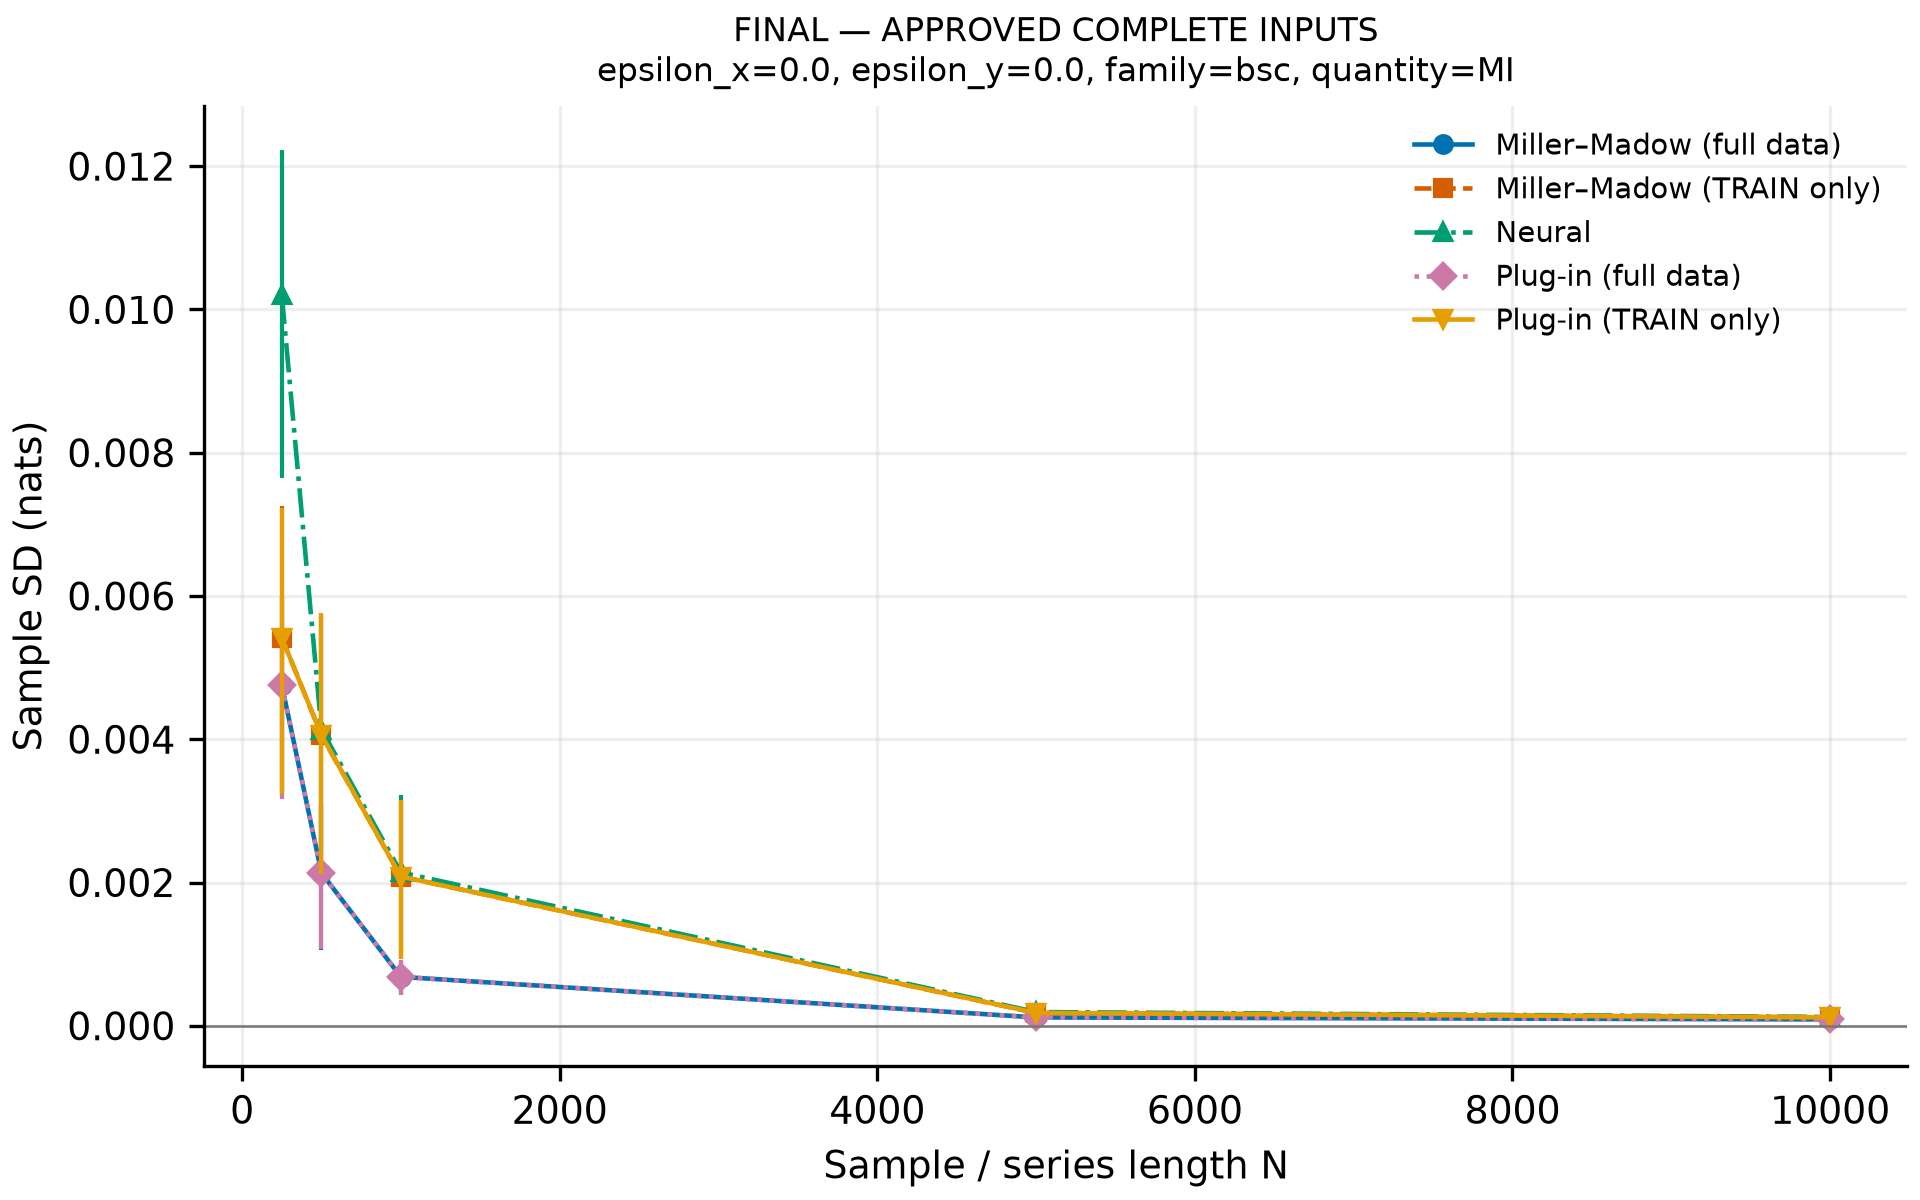 FINAL — APPROVED COMPLETE INPUTS
epsilon_x=0.0, epsilon_y=0.0, family=bsc, quantity=MI
Miller–Madow (full data)
Miller–Madow (TRAIN only)
Neural
Plug-in (full data)
Plug-in (TRAIN only)
Sample SD (nats)
0.012
0.010
0.008
0.006
0.004
0.002
0.000
0 2000 4000 6000 8000 10000
Sample / series length N